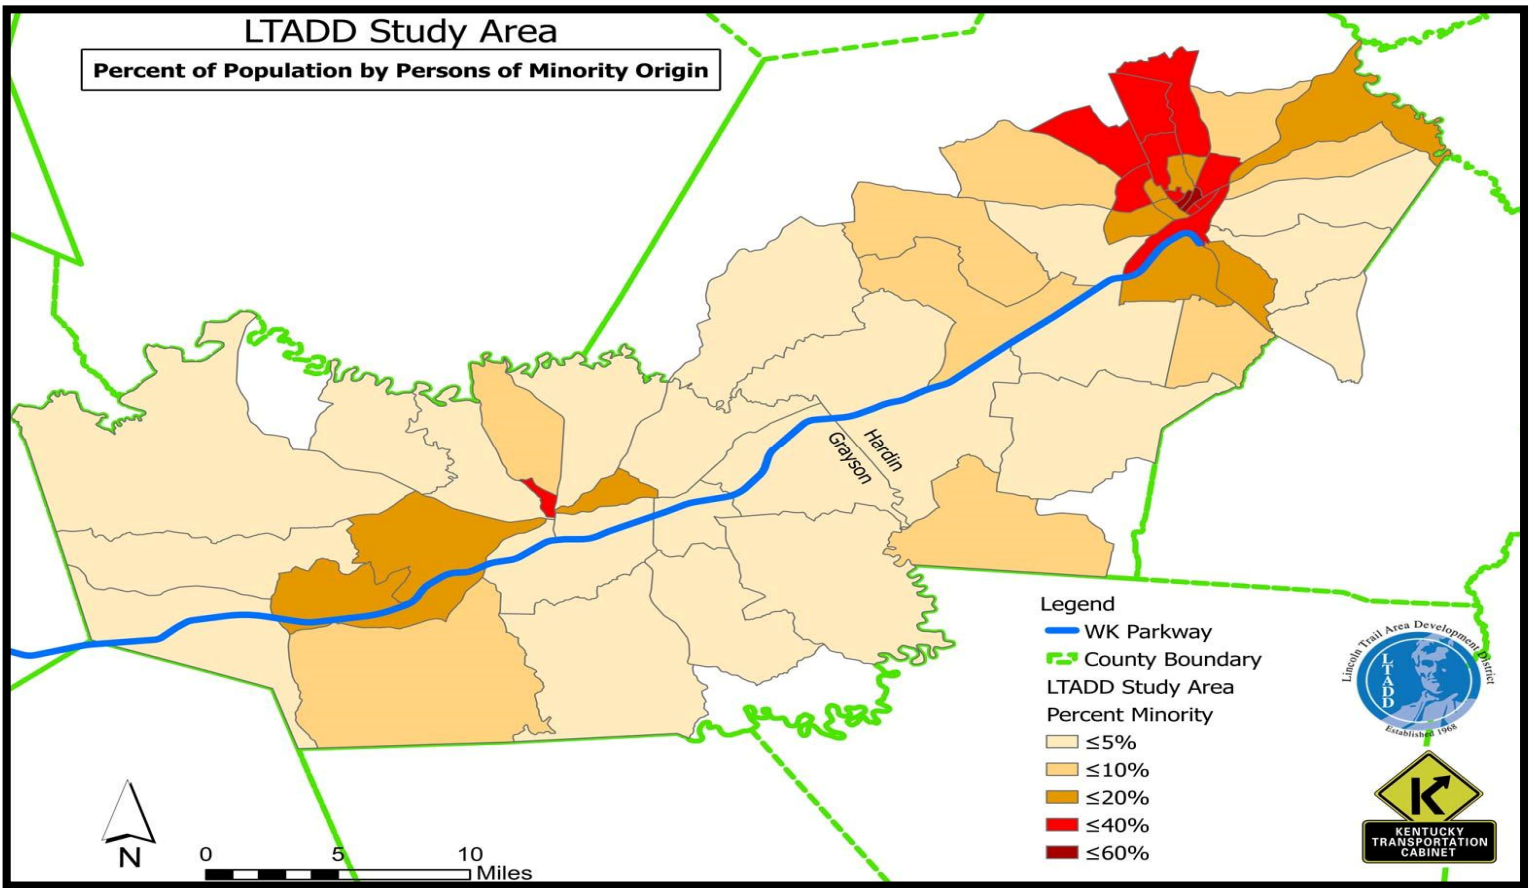 LTADD Study Area
Percent of Population by Persons of Minority Origin
Hardin
Grayson
Legend
WK Parkway
County Boundary
LTADD Study Area
Percent Minority
≤5%
≤10%
≤20%
≤40%
≤60%
Lincoln Trail Area Development District
LTADD
Established 1968
K
KENTUCKY
TRANSPORTATION
CABINET
N
0 5 10
Miles